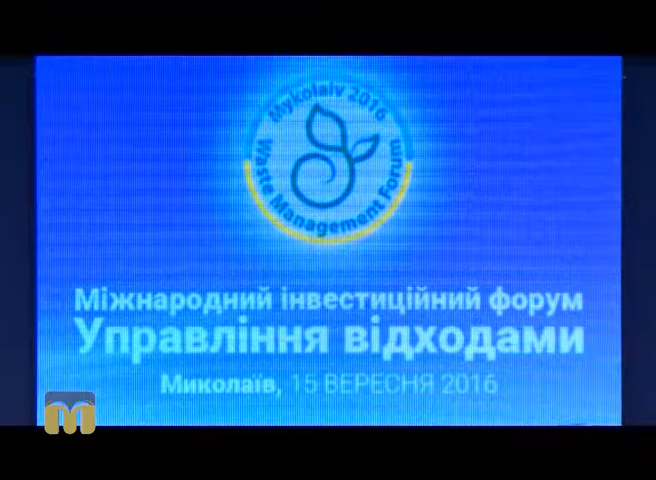 Mykolaiv 2016
Waste Management Forum
Міжнародний інвестиційний форум
Управління відходами
Миколаїв, 15 ВЕРЕСНЯ 2016